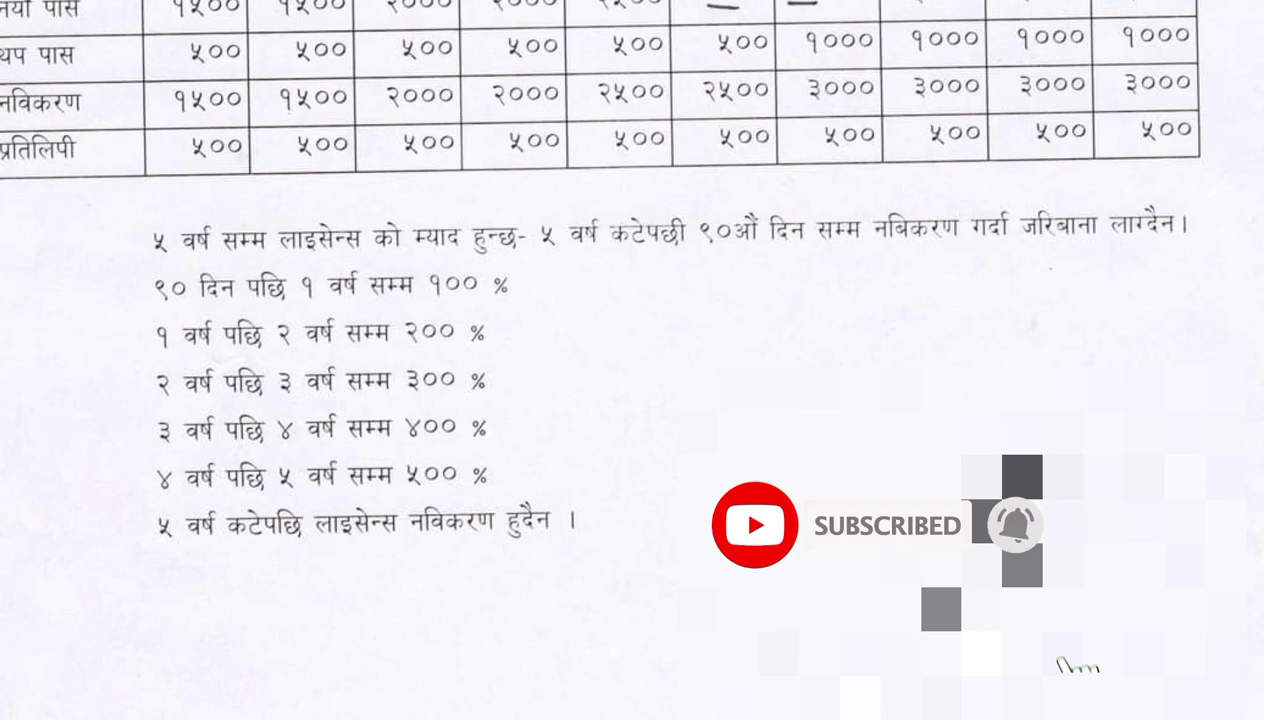 नयाँ पास १५०० १५०० २००० २००० २५००
थप पास ५०० ५०० ५०० ५०० ५०० ५०० १००० १००० १००० १०००
नविकरण १५०० १५०० २००० २००० २५०० २५०० ३००० ३००० ३००० ३०००
प्रतिलिपी ५०० ५०० ५०० ५०० ५०० ५०० ५०० ५०० ५०० ५००
५ वर्ष सम्म लाइसेन्स को म्याद हुन्छ- ५ वर्ष कटेपछी ९०औं दिन सम्म नबिकरण गर्दा जरिबाना लाग्दैन।
९० दिन पछि १ वर्ष सम्म १०० %
१ वर्ष पछि २ वर्ष सम्म २०० %
२ वर्ष पछि ३ वर्ष सम्म ३०० %
३ वर्ष पछि ४ वर्ष सम्म ४०० %
४ वर्ष पछि ५ वर्ष सम्म ५०० %
५ वर्ष कटेपछि लाइसेन्स नविकरण हुदैन ।
SUBSCRIBED